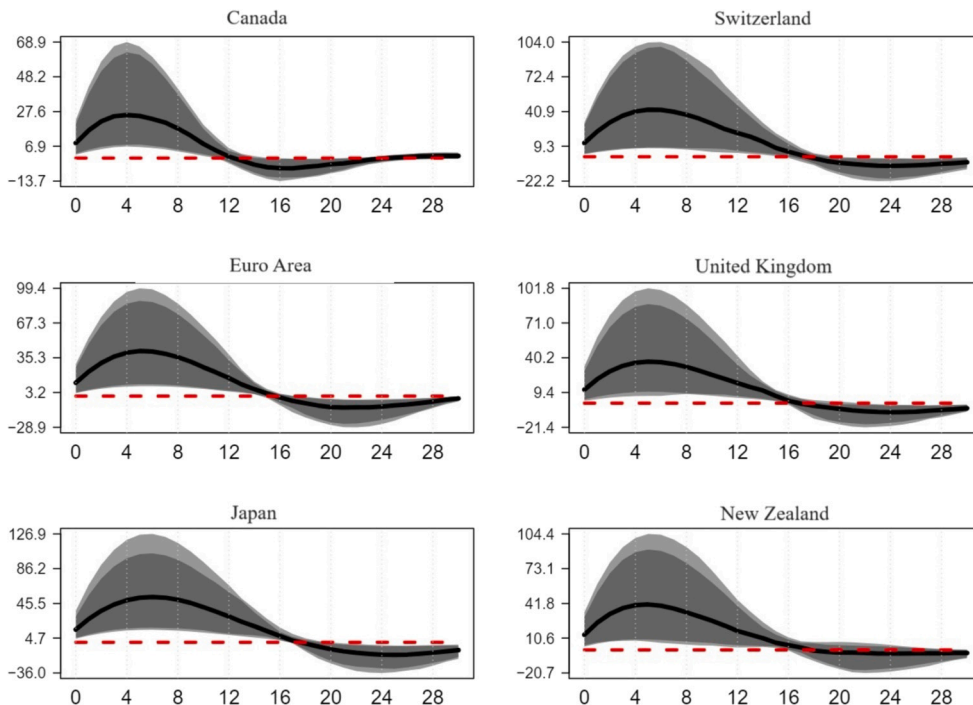 Canada
68.9
48.2
27.6
6.9
−13.7
0 4 8 12 16 20 24 28
Switzerland
104.0
72.4
40.9
9.3
−22.2
0 4 8 12 16 20 24 28
Euro Area
99.4
67.3
35.3
3.2
−28.9
0 4 8 12 16 20 24 28
United Kingdom
101.8
71.0
40.2
9.4
−21.4
0 4 8 12 16 20 24 28
Japan
126.9
86.2
45.5
4.7
−36.0
0 4 8 12 16 20 24 28
New Zealand
104.4
73.1
41.8
10.6
−20.7
0 4 8 12 16 20 24 28